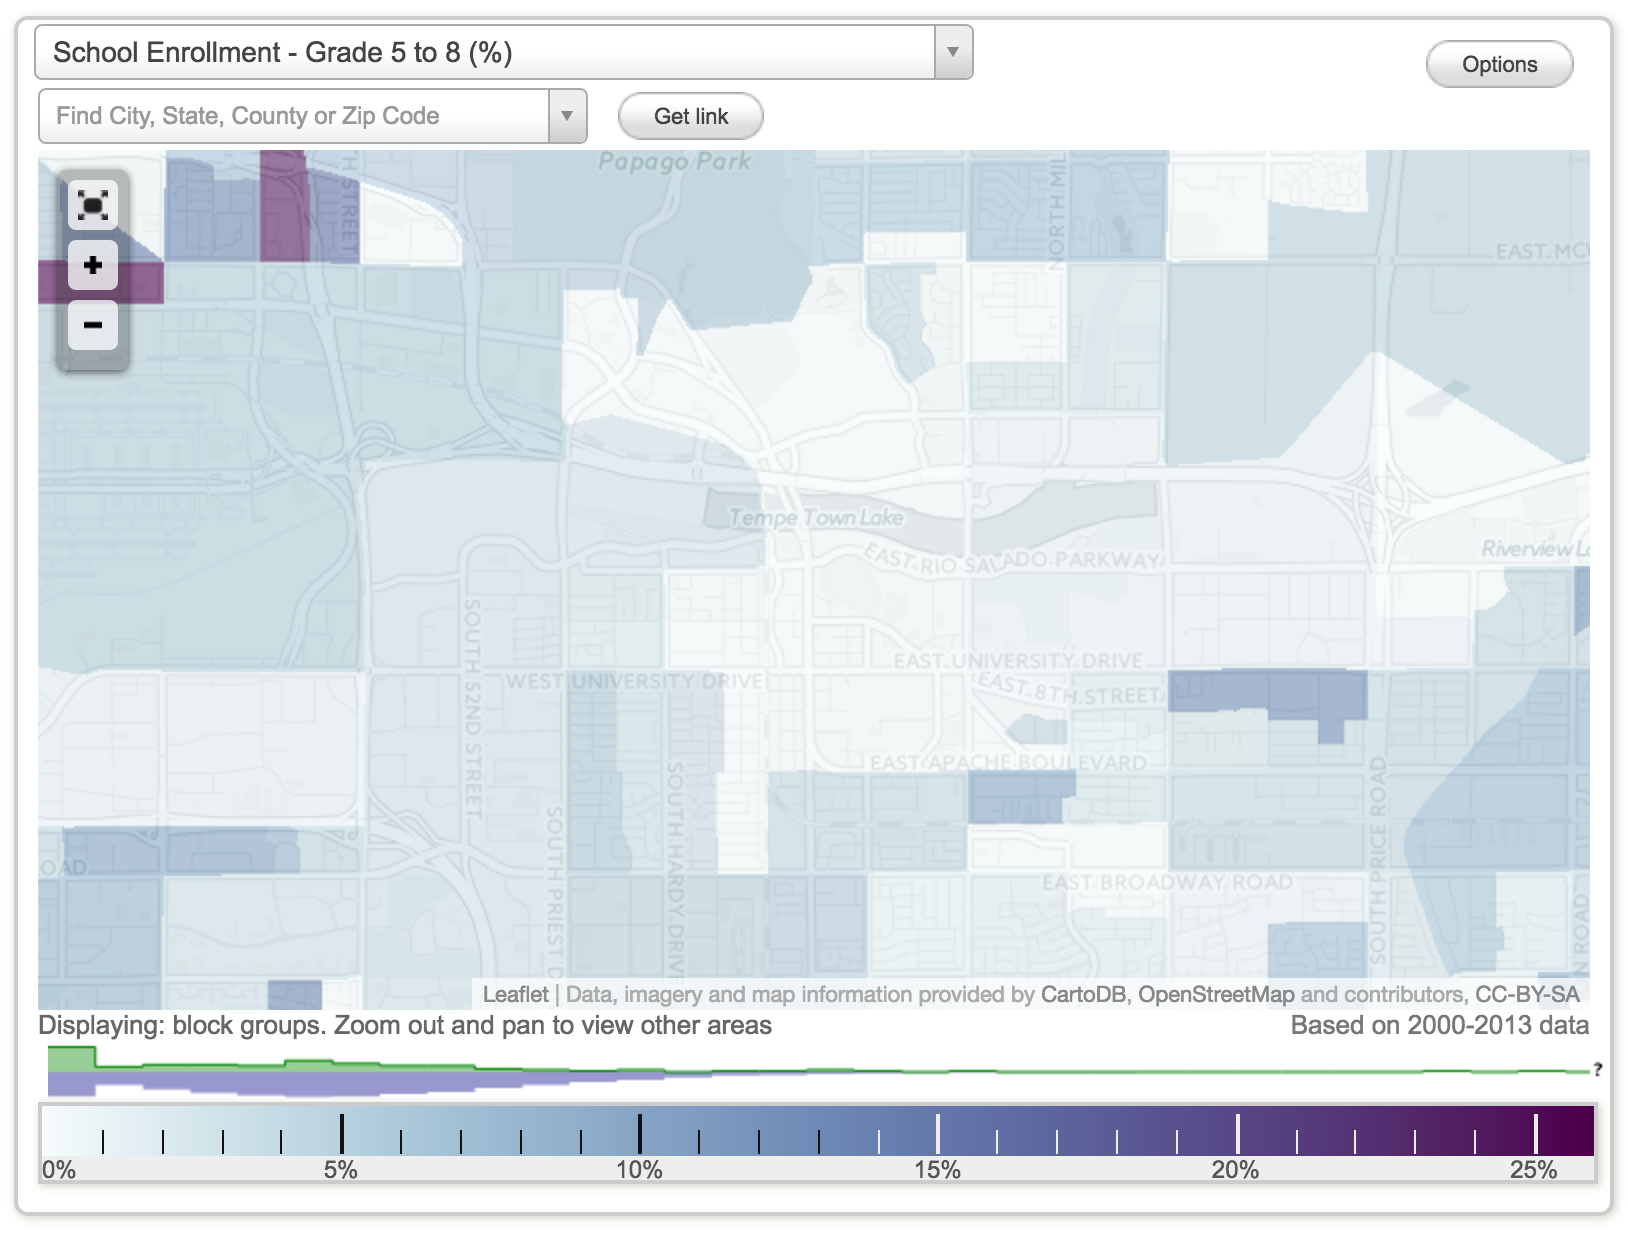 School Enrollment - Grade 5 to 8 (%)
Options
Find City, State, County or Zip Code
Get link
Papago Park
H STREET
NORTH MIL
EAST MCW
Tempe Town Lake
EAST RIO SALADO PARKWAY
Riverview La
SOUTH 52ND STREET
EAST UNIVERSITY DRIVE
WEST UNIVERSITY DRIVE
EAST 8TH STREET
EAST APACHE BOULEVARD
SOUTH PRICE ROAD
SOUTH HARDY DRIVE
SOUTH PRIEST D
OAD
EAST BROADWAY ROAD
N ROAD
Leaflet | Data, imagery and map information provided by CartoDB, OpenStreetMap and contributors, CC-BY-SA
Displaying: block groups. Zoom out and pan to view other areas
Based on 2000-2013 data
?
0% 5% 10% 15% 20% 25%